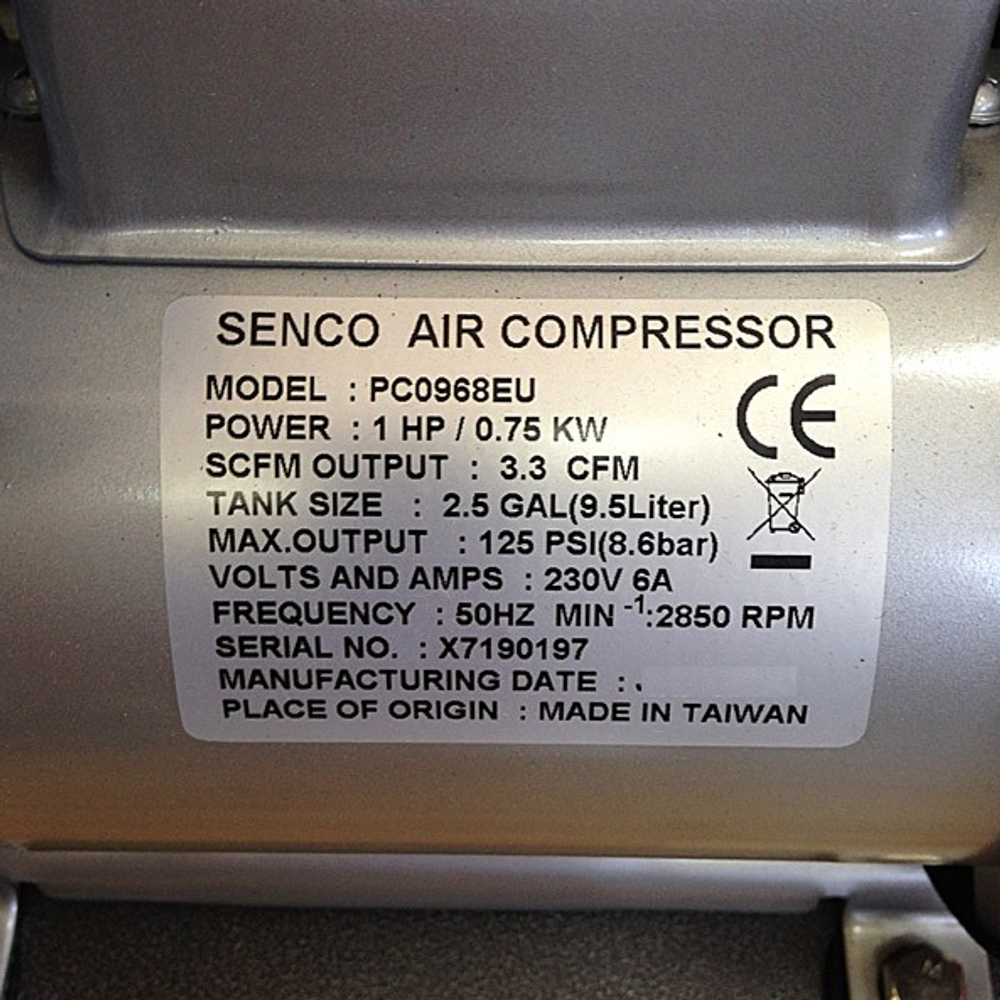 SENCO AIR COMPRESSOR
MODEL : PC0968EU
POWER : 1 HP / 0.75 KW
SCFM OUTPUT : 3.3 CFM
TANK SIZE : 2.5 GAL(9.5Liter)
MAX.OUTPUT : 125 PSI(8.6bar)
VOLTS AND AMPS : 230V 6A
FREQUENCY : 50HZ MIN⁻¹:2850 RPM
SERIAL NO. : X7190197
MANUFACTURING DATE :
PLACE OF ORIGIN : MADE IN TAIWAN
CE